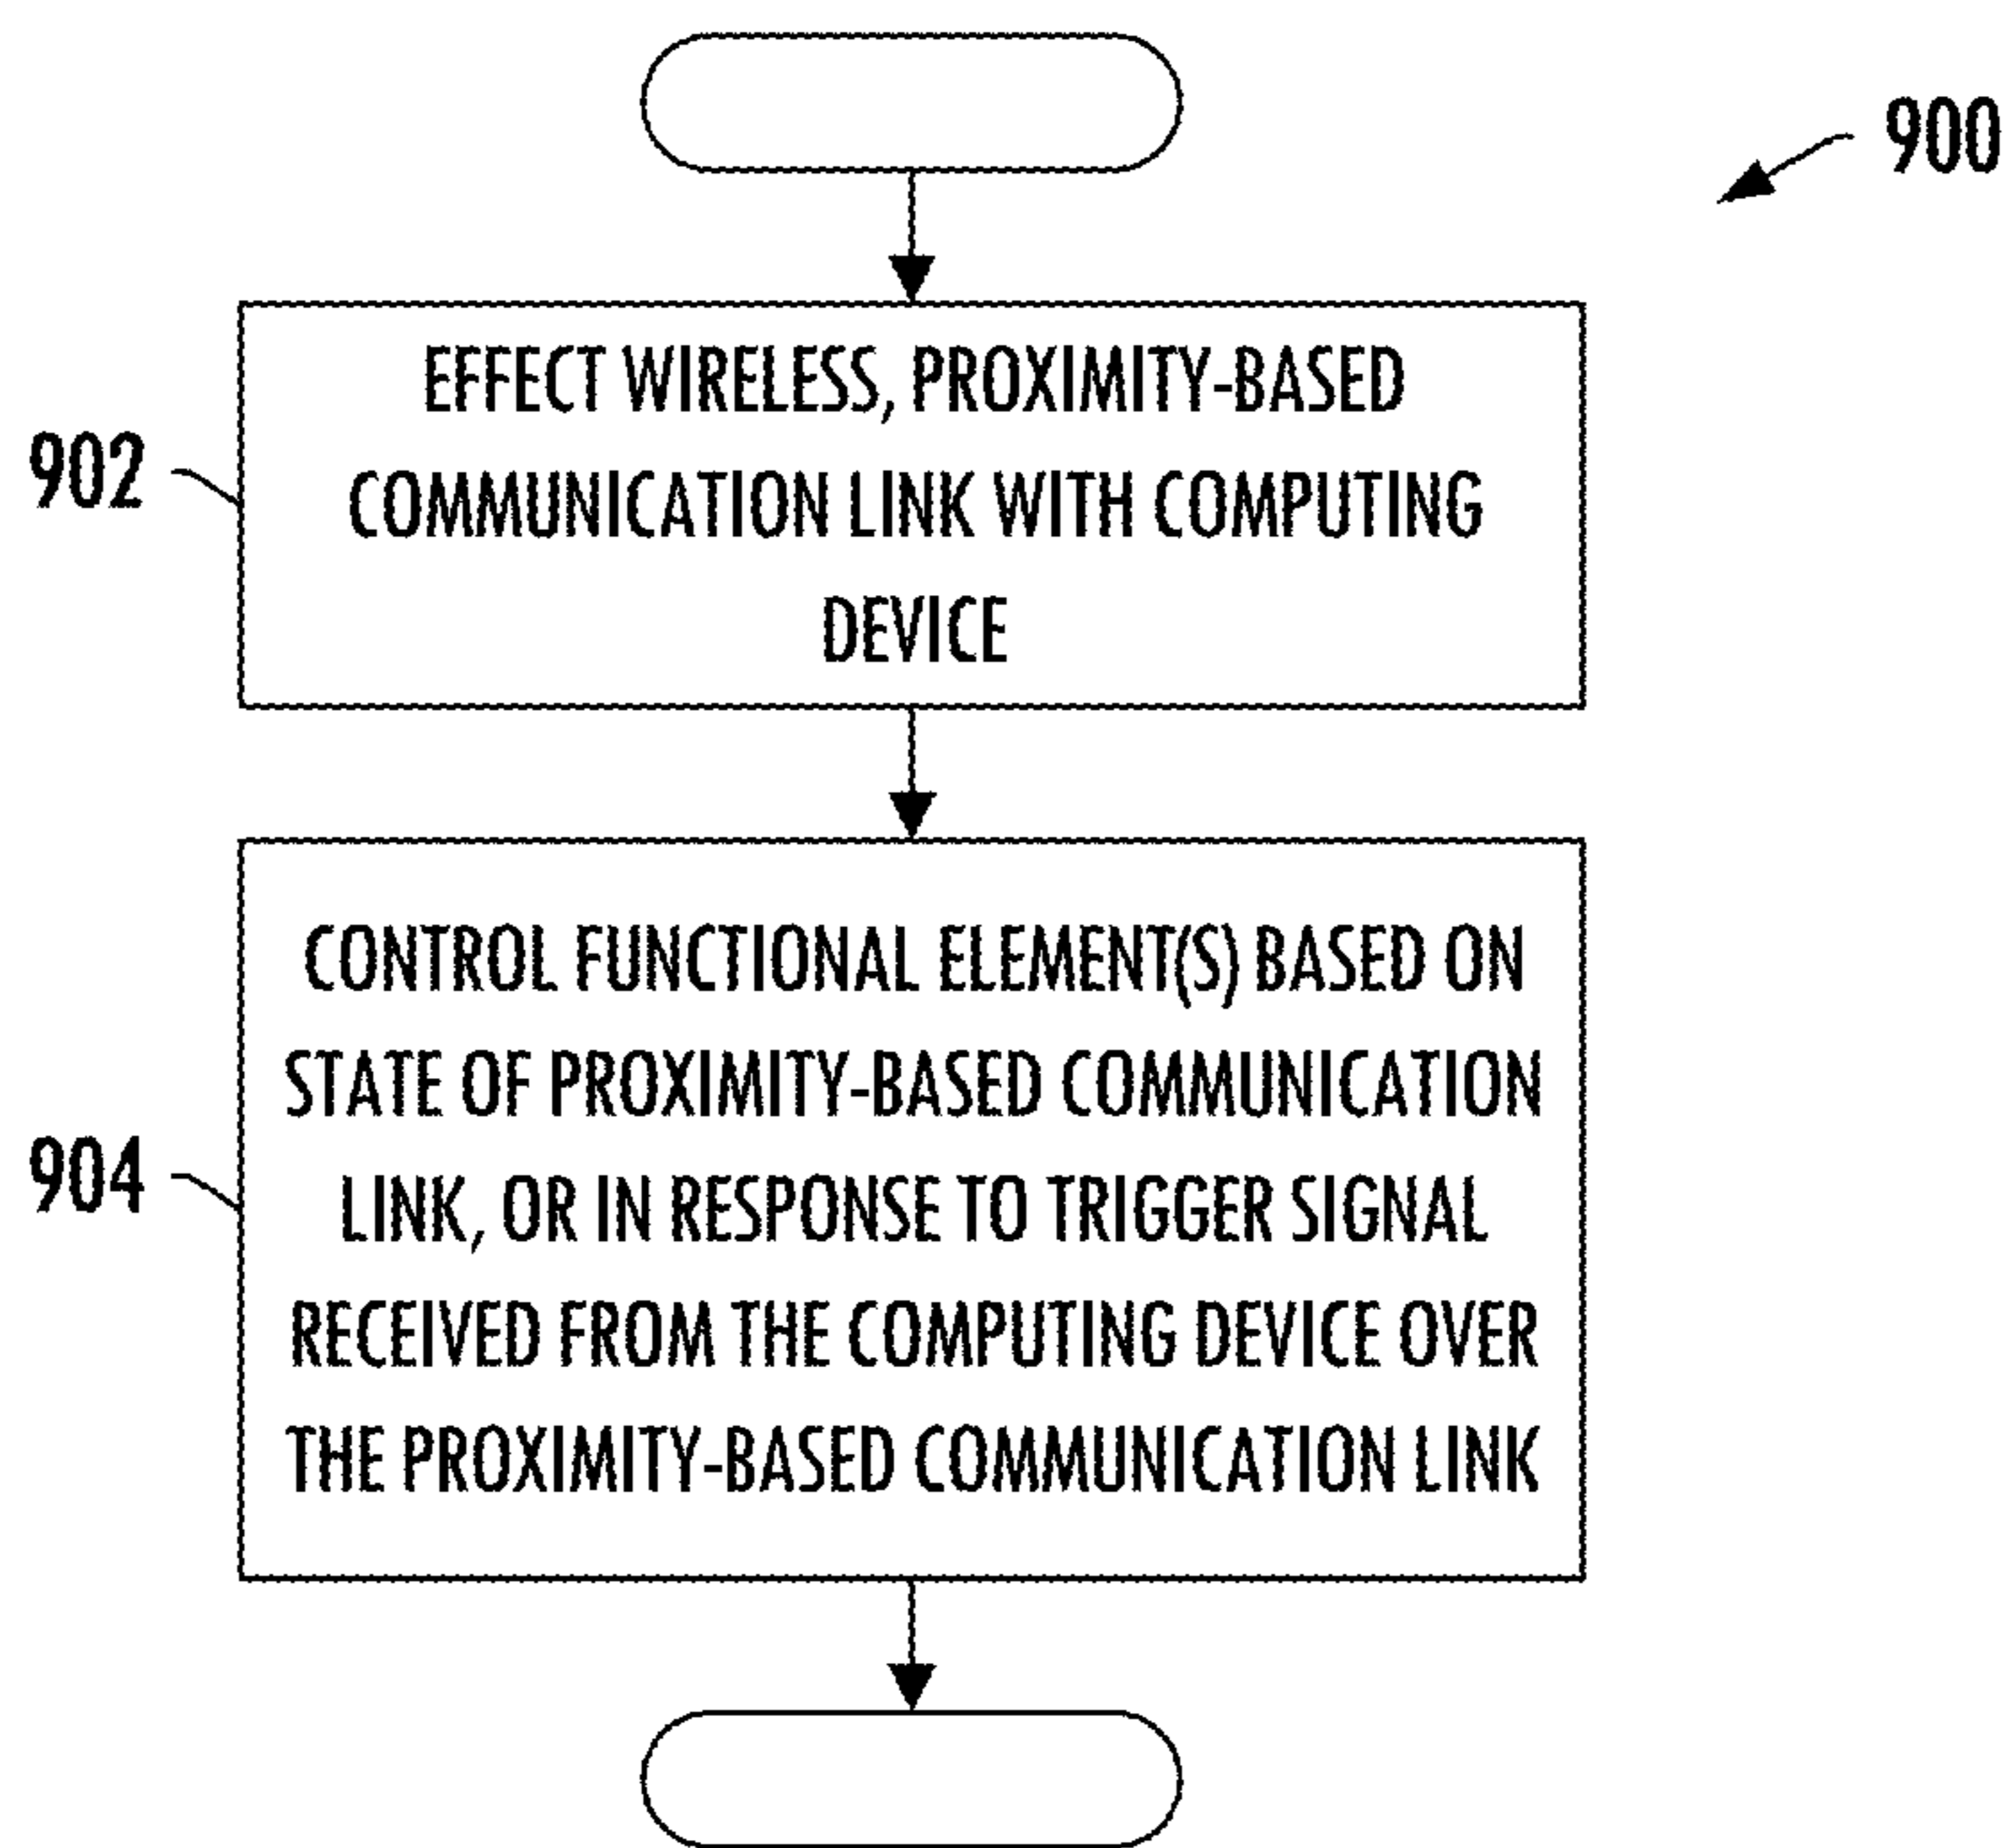 900
EFFECT WIRELESS, PROXIMITY-BASED
COMMUNICATION LINK WITH COMPUTING
DEVICE
902
CONTROL FUNCTIONAL ELEMENT(S) BASED ON
STATE OF PROXIMITY-BASED COMMUNICATION
LINK, OR IN RESPONSE TO TRIGGER SIGNAL
RECEIVED FROM THE COMPUTING DEVICE OVER
THE PROXIMITY-BASED COMMUNICATION LINK
904